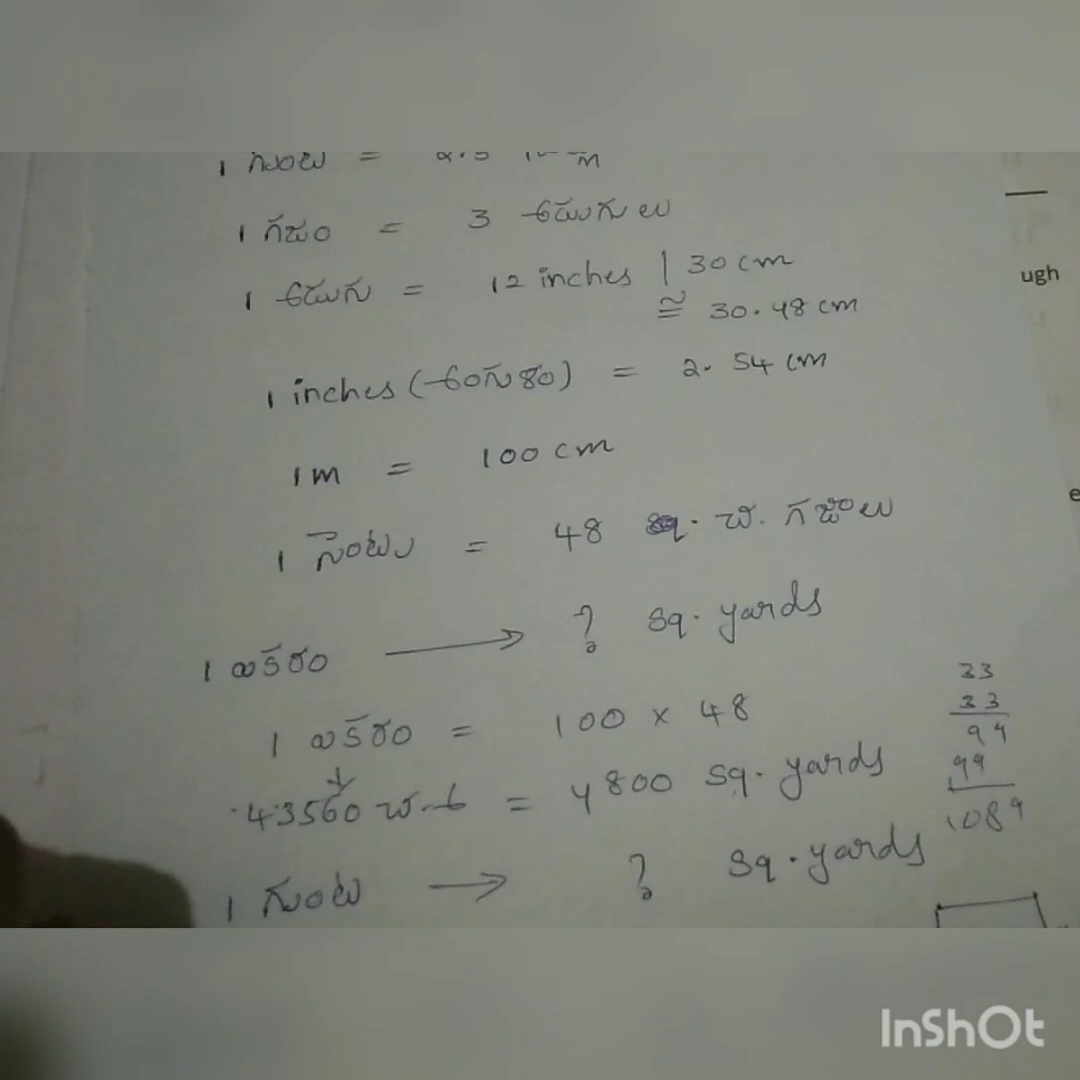 1 గుంట =
1 గజం = 3 అడుగులు
1 అడుగు = 12 inches | 30 cm
≅ 30.48 cm
1 inches (అంగుళం) = 2.54 cm
1 m = 100 cm
1 సెంటు = 48 చ. గజాలు
1 ఎకరం → ? sq. yards
1 ఎకరం = 100 x 48
43560 చ.అ = 4800 sq. yards
1 గుంట → ? sq. yards
33
33
99
99
1089
ugh
e
InShOt